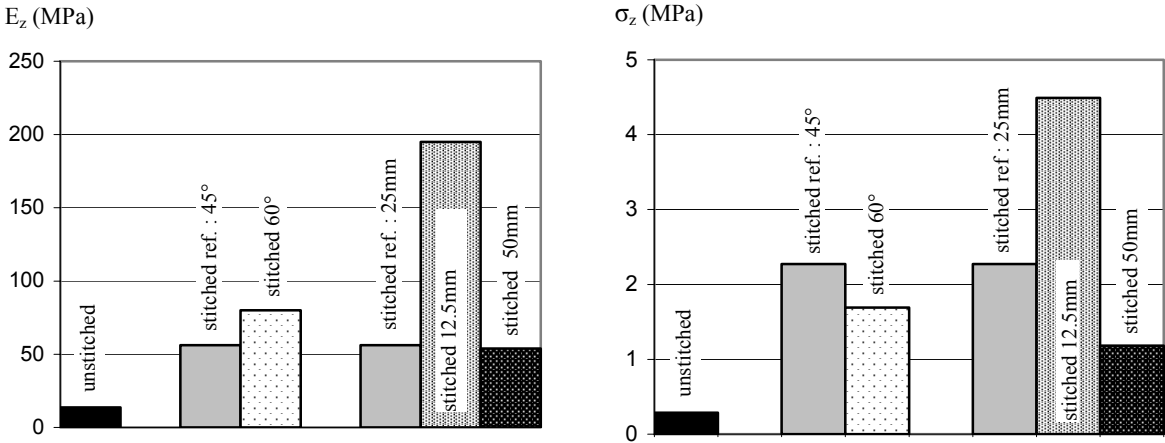 E_z (MPa)
250
200
150
100
50
0
unstitched
stitched ref. : 45°
stitched 60°
stitched ref. : 25mm
stitched 12.5mm
stitched 50mm
σ_z (MPa)
5
4
3
2
1
0
unstitched
stitched ref. : 45°
stitched 60°
stitched ref : 25mm
stitched 12.5mm
stitched 50mm